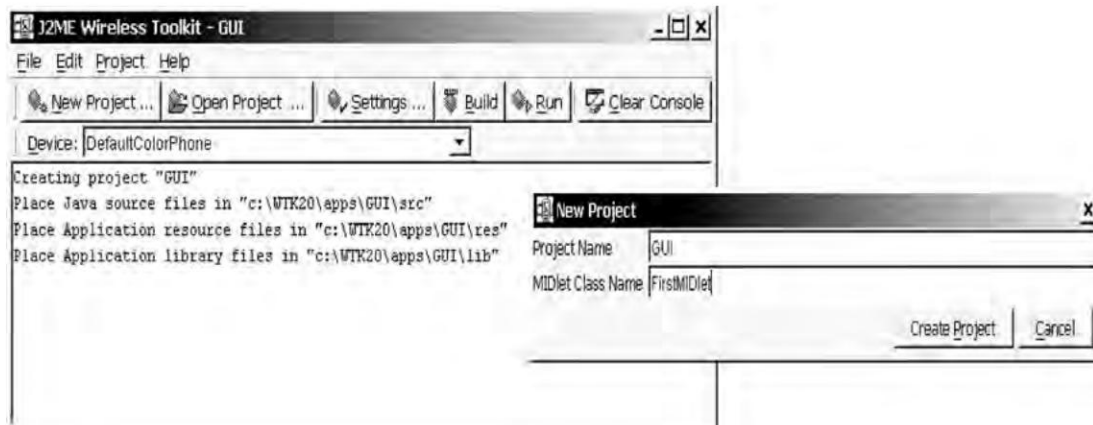 J2ME Wireless Toolkit - GUI
File Edit Project Help
New Project ... Open Project ... Settings ... Build Run Clear Console
Device: DefaultColorPhone
Creating project "GUI"
Place Java source files in "c:\WTK20\apps\GUI\src"
Place Application resource files in "c:\WTK20\apps\GUI\res"
Place Application library files in "c:\WTK20\apps\GUI\lib"
New Project
Project Name GUI
MIDlet Class Name FirstMIDlet
Create Project Cancel